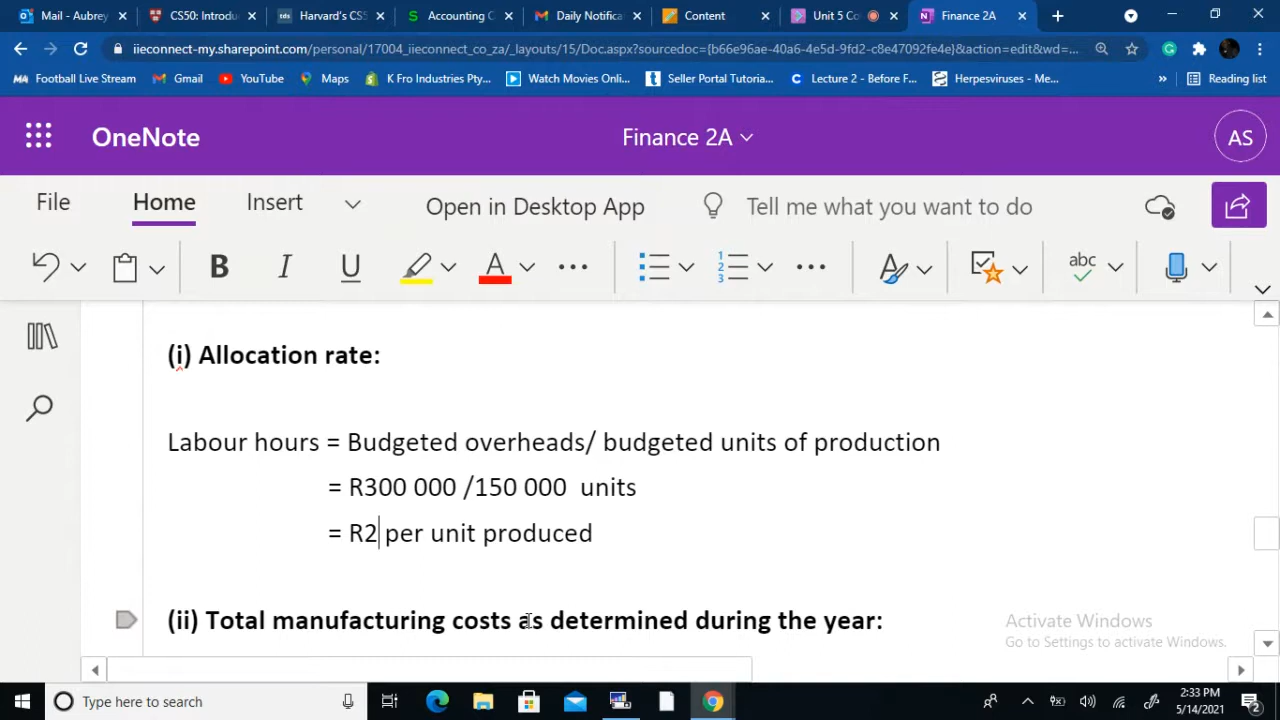 Mail - Aubrey
CS50: Introdu
Harvard's CS5
Accounting C
Daily Notifica
Content
Unit 5 Co
Finance 2A
iieconnect-my.sharepoint.com/personal/17004_iieconnect_co_za/_layouts/15/Doc.aspx?sourcedoc={b66e96ae-40a6-4e5d-9fd2-c8e47092fe4e}&action=edit&wd=...
Football Live Stream
Gmail
YouTube
Maps
K Fro Industries Pty...
Watch Movies Onli...
Seller Portal Tutoria...
Lecture 2 - Before F...
Herpesviruses - Me...
»
Reading list
OneNote
Finance 2A
AS
File
Home
Insert
Open in Desktop App
Tell me what you want to do
B
I
U
A
abc
(i) Allocation rate:
Labour hours = Budgeted overheads/ budgeted units of production
= R300 000 /150 000 units
= R2 per unit produced
(ii) Total manufacturing costs as determined during the year:
Activate Windows
Go to Settings to activate Windows.
Type here to search
2:33 PM
5/14/2021
2